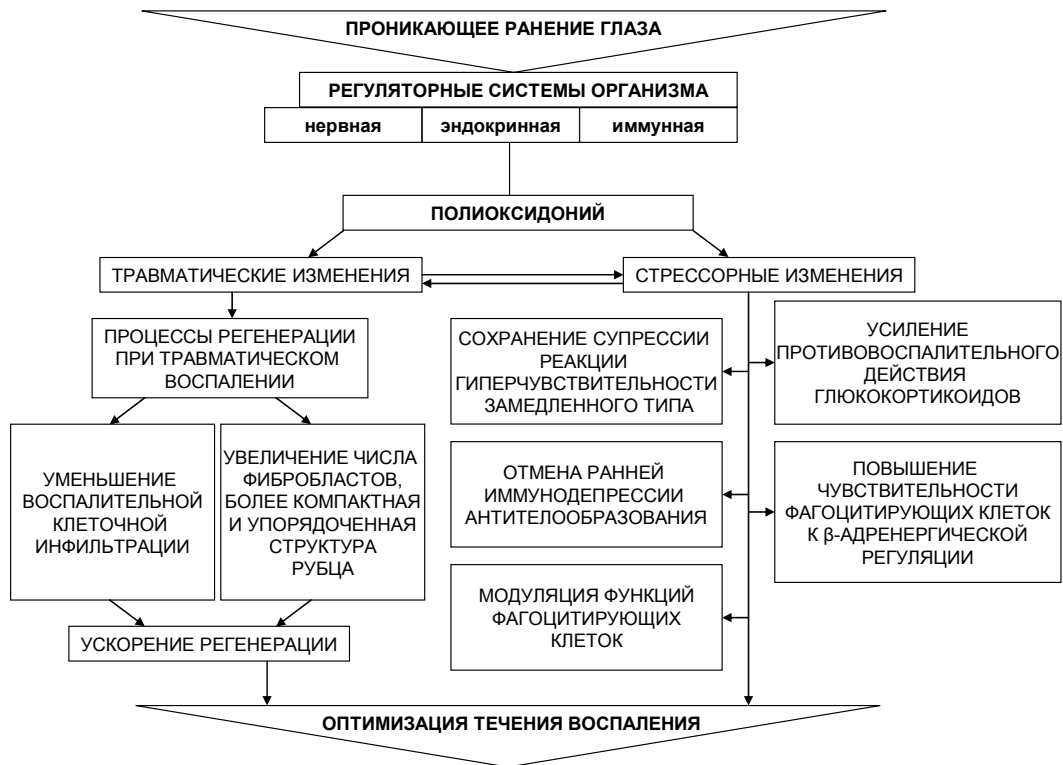 ПРОНИКАЮЩЕЕ РАНЕНИЕ ГЛАЗА
РЕГУЛЯТОРНЫЕ СИСТЕМЫ ОРГАНИЗМА
нервная
эндокринная
иммунная
ПОЛИОКСИДОНИЙ
ТРАВМАТИЧЕСКИЕ ИЗМЕНЕНИЯ
СТРЕССОРНЫЕ ИЗМЕНЕНИЯ
ПРОЦЕССЫ РЕГЕНЕРАЦИИ
ПРИ ТРАВМАТИЧЕСКОМ
ВОСПАЛЕНИИ
УМЕНЬШЕНИЕ
ВОСПАЛИТЕЛЬНОЙ
КЛЕТОЧНОЙ
ИНФИЛЬТРАЦИИ
УВЕЛИЧЕНИЕ ЧИСЛА
ФИБРОБЛАСТОВ,
БОЛЕЕ КОМПАКТНАЯ
И УПОРЯДОЧЕННАЯ
СТРУКТУРА
РУБЦА
УСКОРЕНИЕ РЕГЕНЕРАЦИИ
СОХРАНЕНИЕ СУПРЕССИИ
РЕАКЦИИ
ГИПЕРЧУВСТВИТЕЛЬНОСТИ
ЗАМЕДЛЕННОГО ТИПА
ОТМЕНА РАННЕЙ
ИММУНОДЕПРЕССИИ
АНТИТЕЛООБРАЗОВАНИЯ
МОДУЛЯЦИЯ ФУНКЦИЙ
ФАГОЦИТИРУЮЩИХ
КЛЕТОК
УСИЛЕНИЕ
ПРОТИВОВОСПАЛИТЕЛЬНОГО
ДЕЙСТВИЯ
ГЛЮКОКОРТИКОИДОВ
ПОВЫШЕНИЕ
ЧУВСТВИТЕЛЬНОСТИ
ФАГОЦИТИРУЮЩИХ КЛЕТОК
К β-АДРЕНЕРГИЧЕСКОЙ
РЕГУЛЯЦИИ
ОПТИМИЗАЦИЯ ТЕЧЕНИЯ ВОСПАЛЕНИЯ